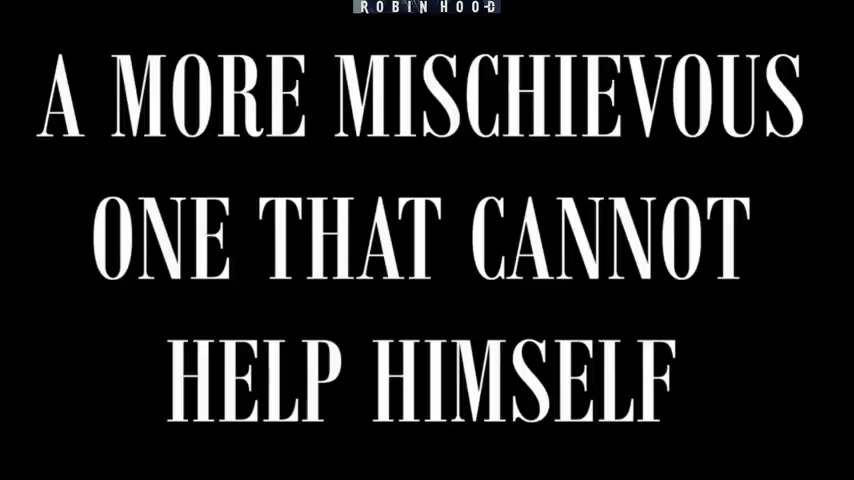 ROBIN HOOD
A MORE MISCHIEVOUS
ONE THAT CANNOT
HELP HIMSELF